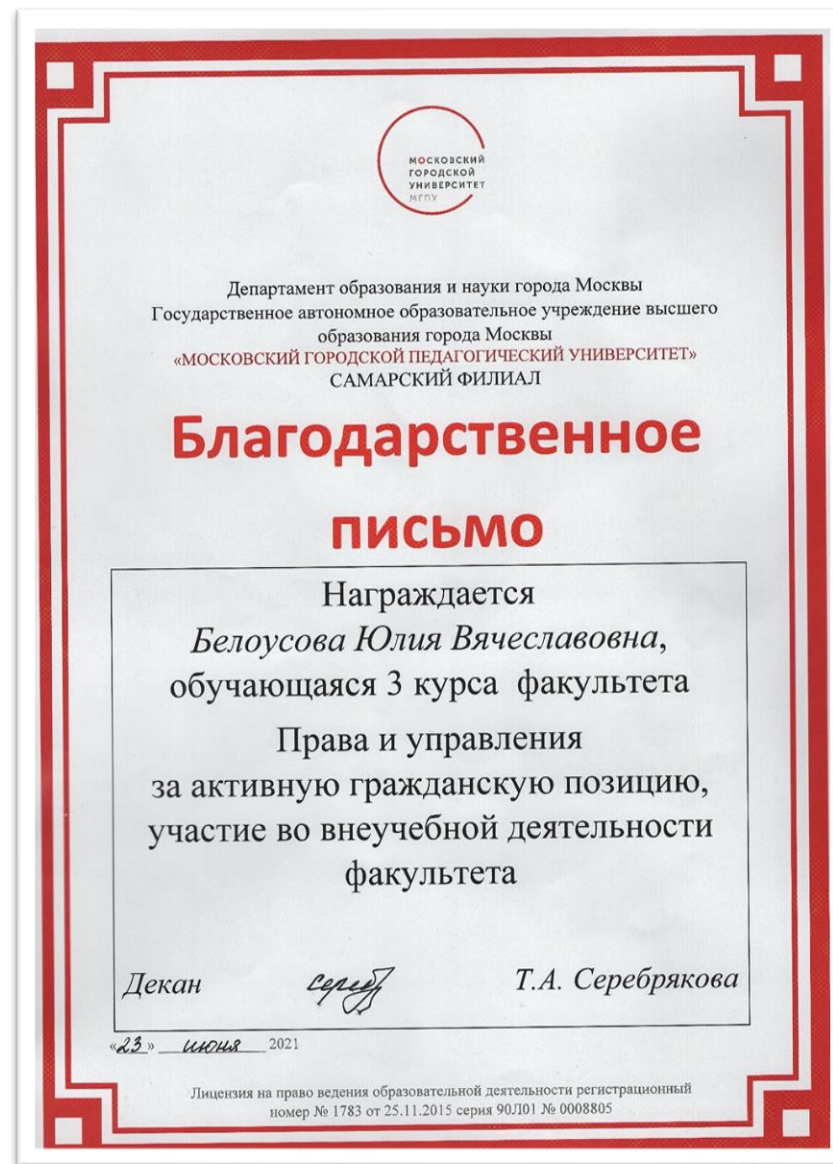 МОСКОВСКИЙ
ГОРОДСКОЙ
УНИВЕРСИТЕТ
МГПУ
Департамент образования и науки города Москвы
Государственное автономное образовательное учреждение высшего
образования города Москвы
«МОСКОВСКИЙ ГОРОДСКОЙ ПЕДАГОГИЧЕСКИЙ УНИВЕРСИТЕТ»
САМАРСКИЙ ФИЛИАЛ
Благодарственное
письмо
Награждается
Белоусова Юлия Вячеславовна,
обучающаяся 3 курса факультета
Права и управления
за активную гражданскую позицию,
участие во внеучебной деятельности
факультета
Декан Т.А. Серебрякова
«23» июня 2021
Лицензия на право ведения образовательной деятельности регистрационный
номер № 1783 от 25.11.2015 серия 90Л01 № 0008805